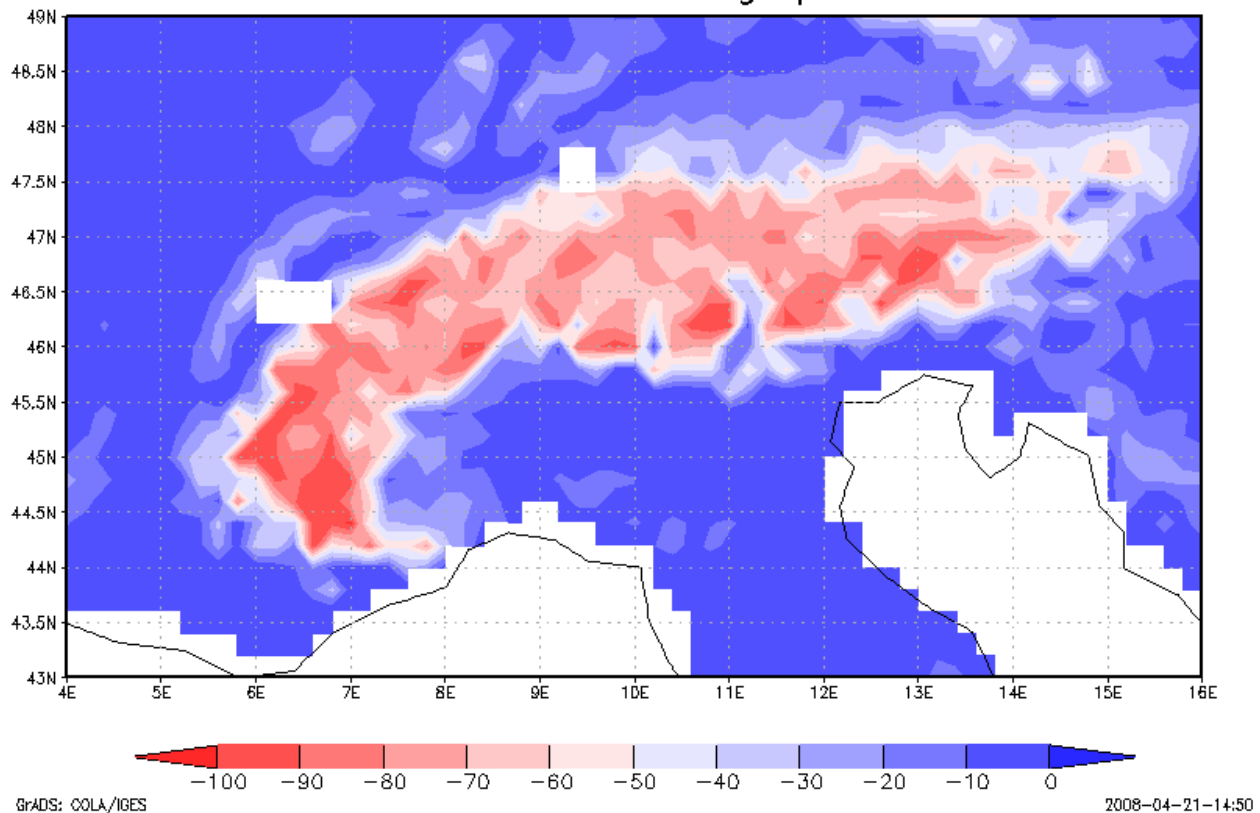 49N
48.5N
48N
47.5N
47N
46.5N
46N
45.5N
45N
44.5N
44N
43.5N
43N
4E 5E 6E 7E 8E 9E 10E 11E 12E 13E 14E 15E 16E
-100 -90 -80 -70 -60 -50 -40 -30 -20 -10 0
GrADS: COLA/IGES 2008-04-21-14:50